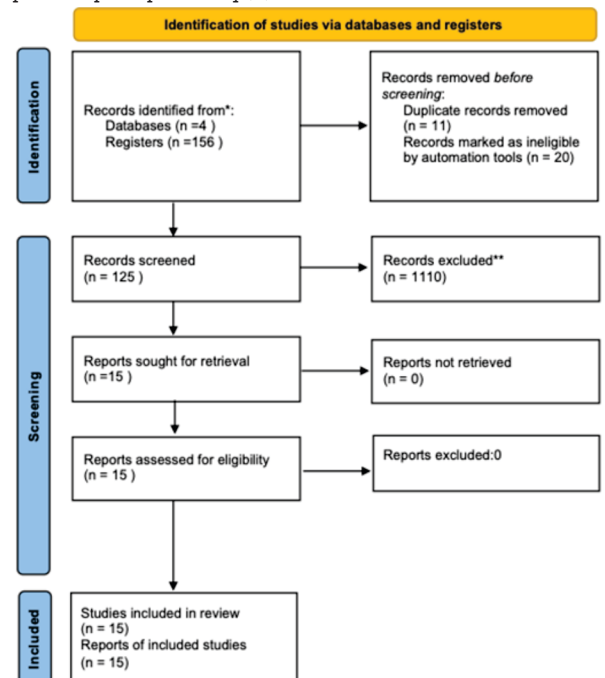 Identification of studies via databases and registers
Identification
Records identified from*:
Databases (n =4 )
Registers (n =156 )
Records removed before
screening:
Duplicate records removed
(n = 11)
Records marked as ineligible
by automation tools (n = 20)
Screening
Records screened
(n = 125 )
Records excluded**
(n = 1110)
Reports sought for retrieval
(n =15 )
Reports not retrieved
(n = 0)
Reports assessed for eligibility
(n = 15 )
Reports excluded:0
Included
Studies included in review
(n = 15)
Reports of included studies
(n = 15)